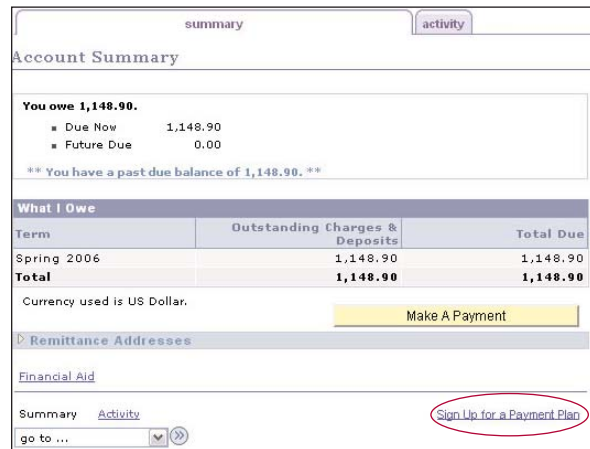 summary activity
Account Summary
You owe 1,148.90.
Due Now 1,148.90
Future Due 0.00
** You have a past due balance of 1,148.90. **
What I Owe
Term Outstanding Charges & Deposits Total Due
Spring 2006 1,148.90 1,148.90
Total 1,148.90 1,148.90
Currency used is US Dollar.
Make A Payment
Remittance Addresses
Financial Aid
Summary Activity Sign Up for a Payment Plan
go to ...